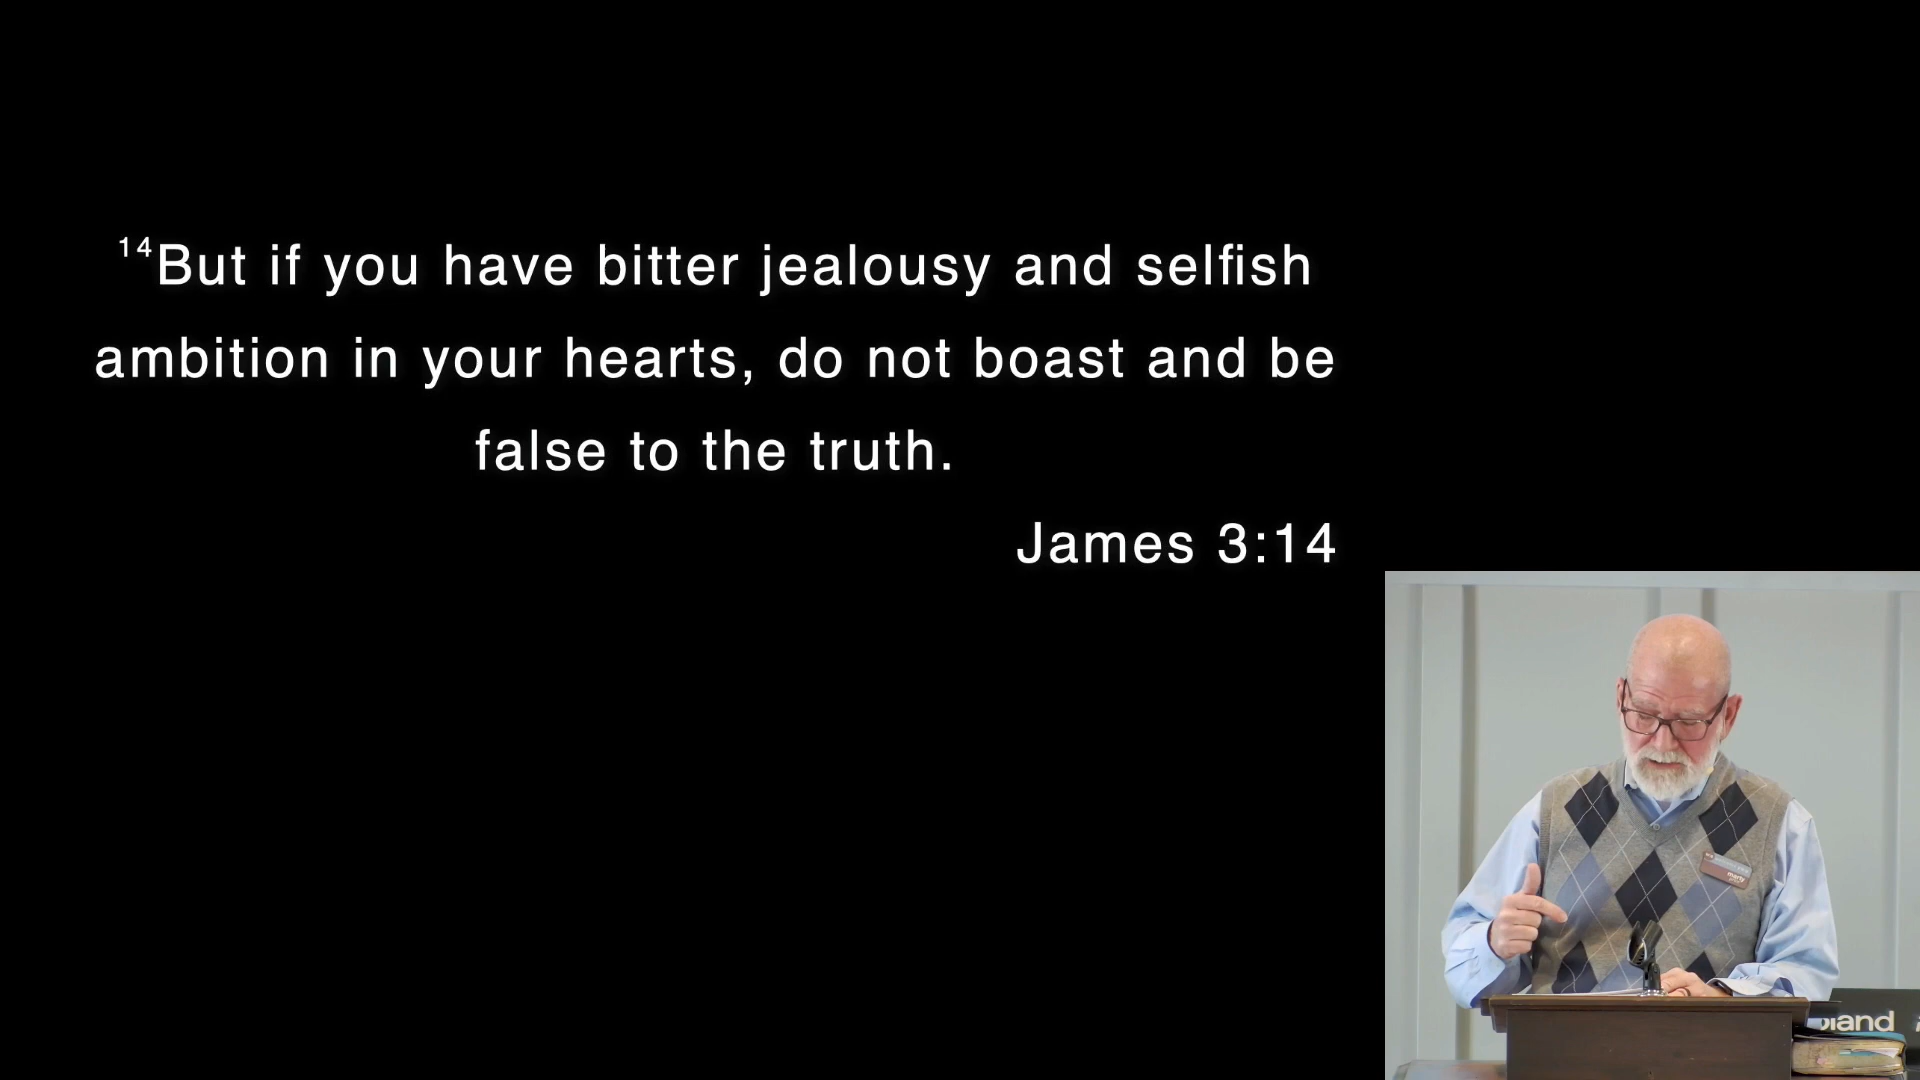 14But if you have bitter jealousy and selfish
ambition in your hearts, do not boast and be
false to the truth.
James 3:14
marty